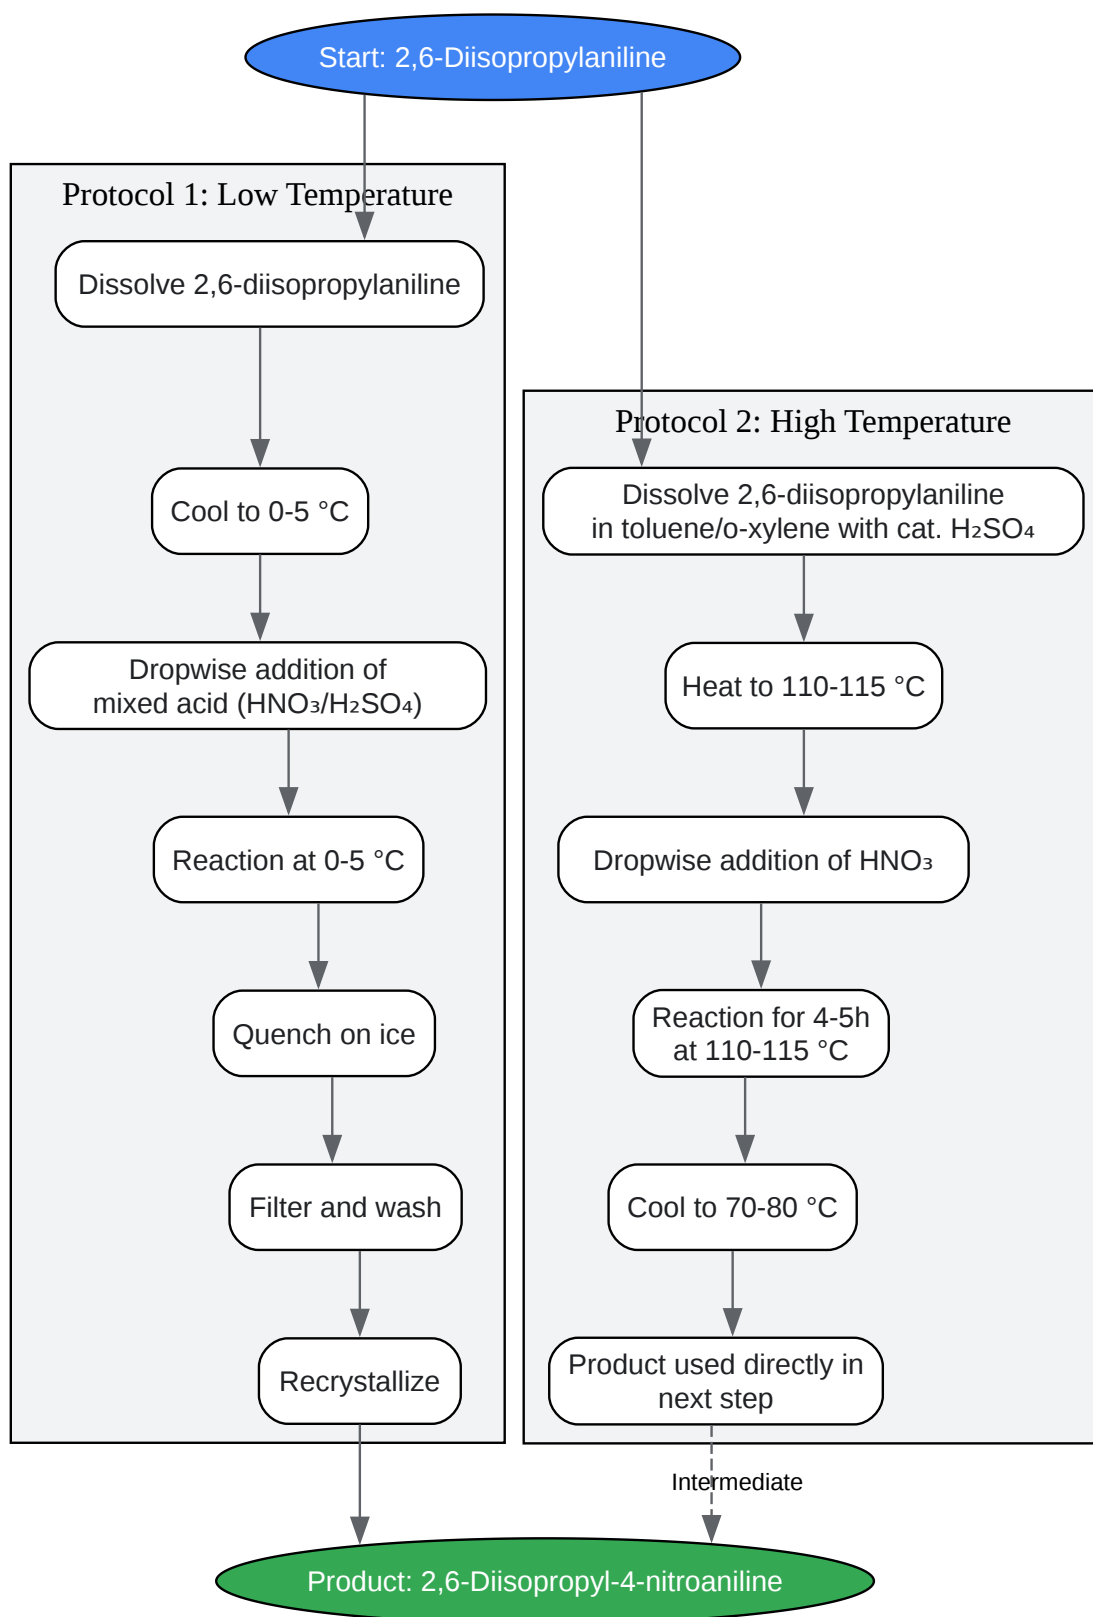 Start: 2,6-Diisopropylaniline
Protocol 1: Low Temperature
Dissolve 2,6-diisopropylaniline
Cool to 0-5 °C
Dropwise addition of
mixed acid (HNO₃/H₂SO₄)
Reaction at 0-5 °C
Quench on ice
Filter and wash
Recrystallize
Protocol 2: High Temperature
Dissolve 2,6-diisopropylaniline
in toluene/o-xylene with cat. H₂SO₄
Heat to 110-115 °C
Dropwise addition of HNO₃
Reaction for 4-5h
at 110-115 °C
Cool to 70-80 °C
Product used directly in
next step
Intermediate
Product: 2,6-Diisopropyl-4-nitroaniline